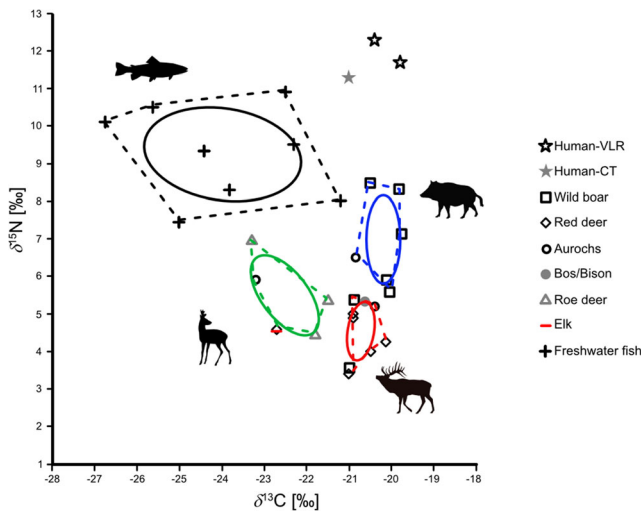 13
12
11
10
9
8
7
6
5
4
3
2
1
δ15N [‰]
-28 -27 -26 -25 -24 -23 -22 -21 -20 -19 -18
δ13C [‰]
Human-VLR
Human-CT
Wild boar
Red deer
Aurochs
Bos/Bison
Roe deer
Elk
Freshwater fish